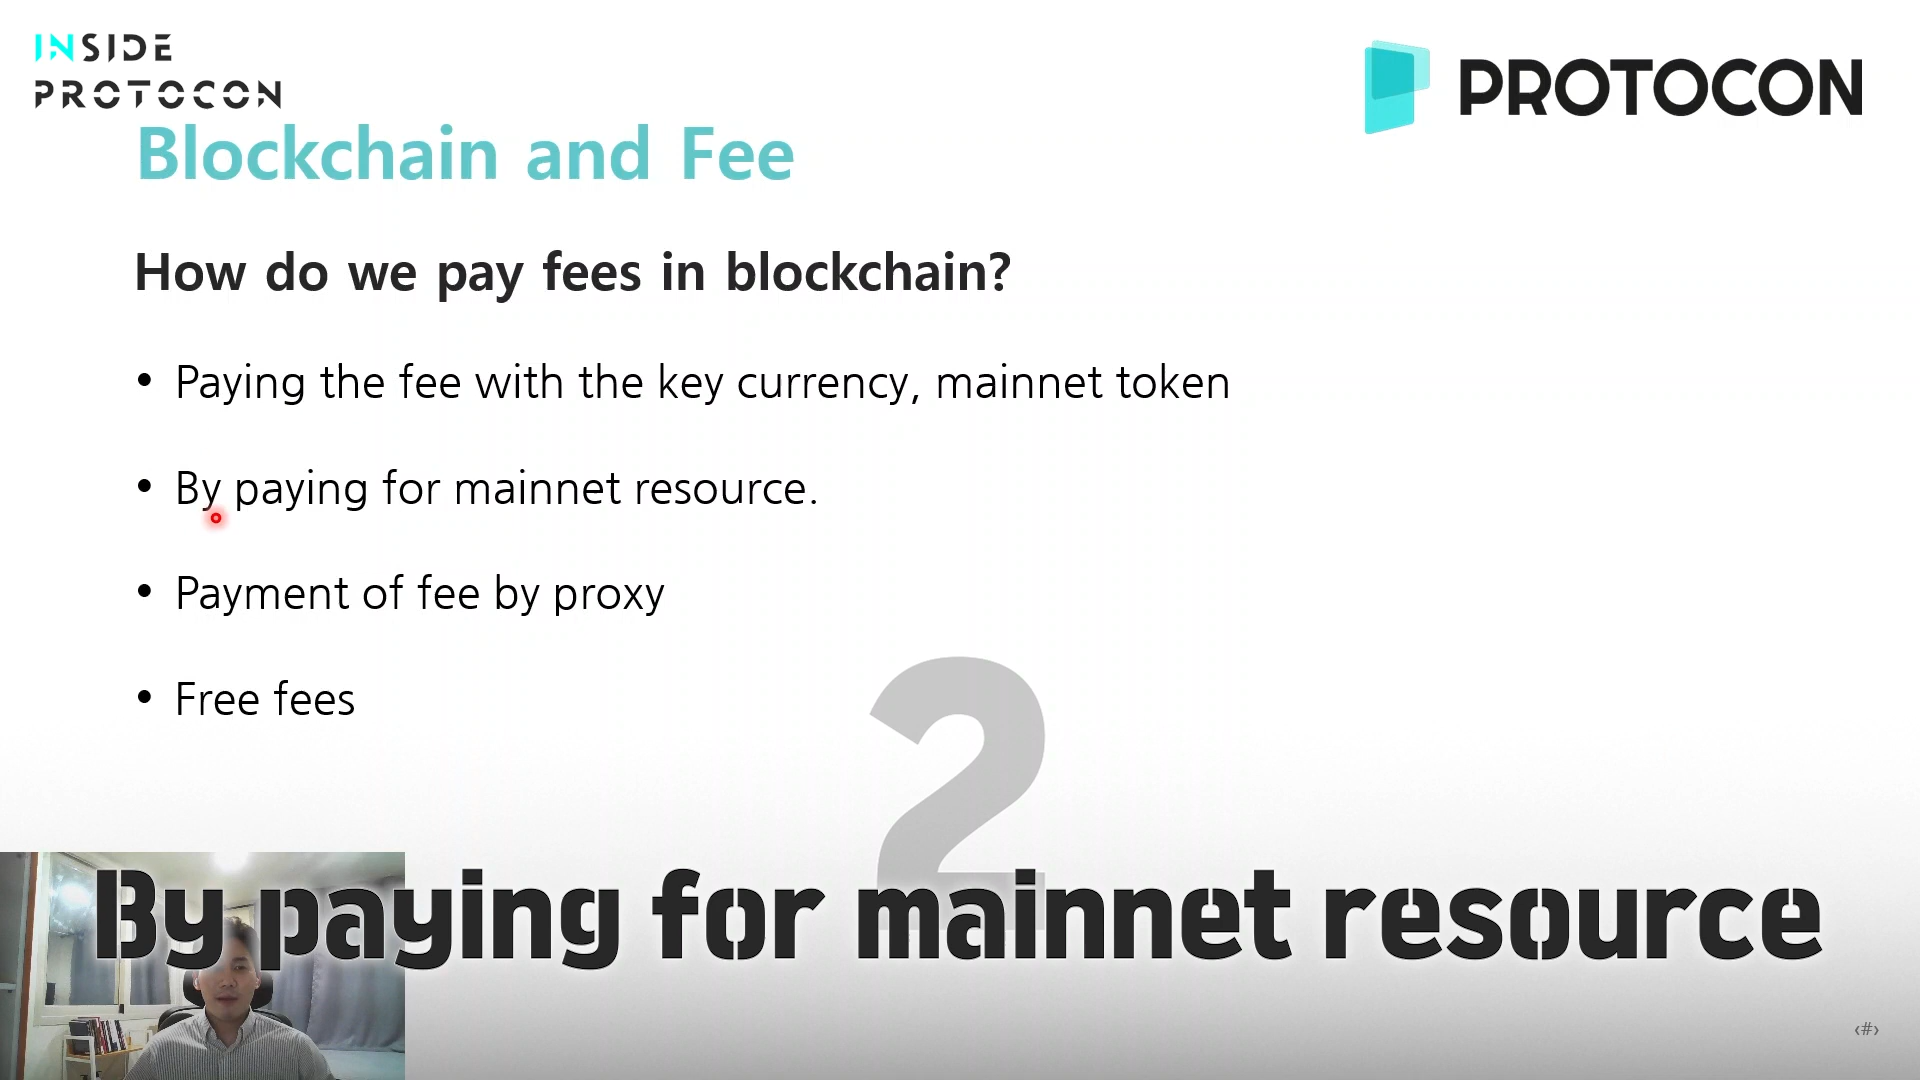 INSIDE
PROTOCON
PROTOCON
Blockchain and Fee
How do we pay fees in blockchain?
• Paying the fee with the key currency, mainnet token
• By paying for mainnet resource.
• Payment of fee by proxy
• Free fees
2
By paying for mainnet resource
‹#›